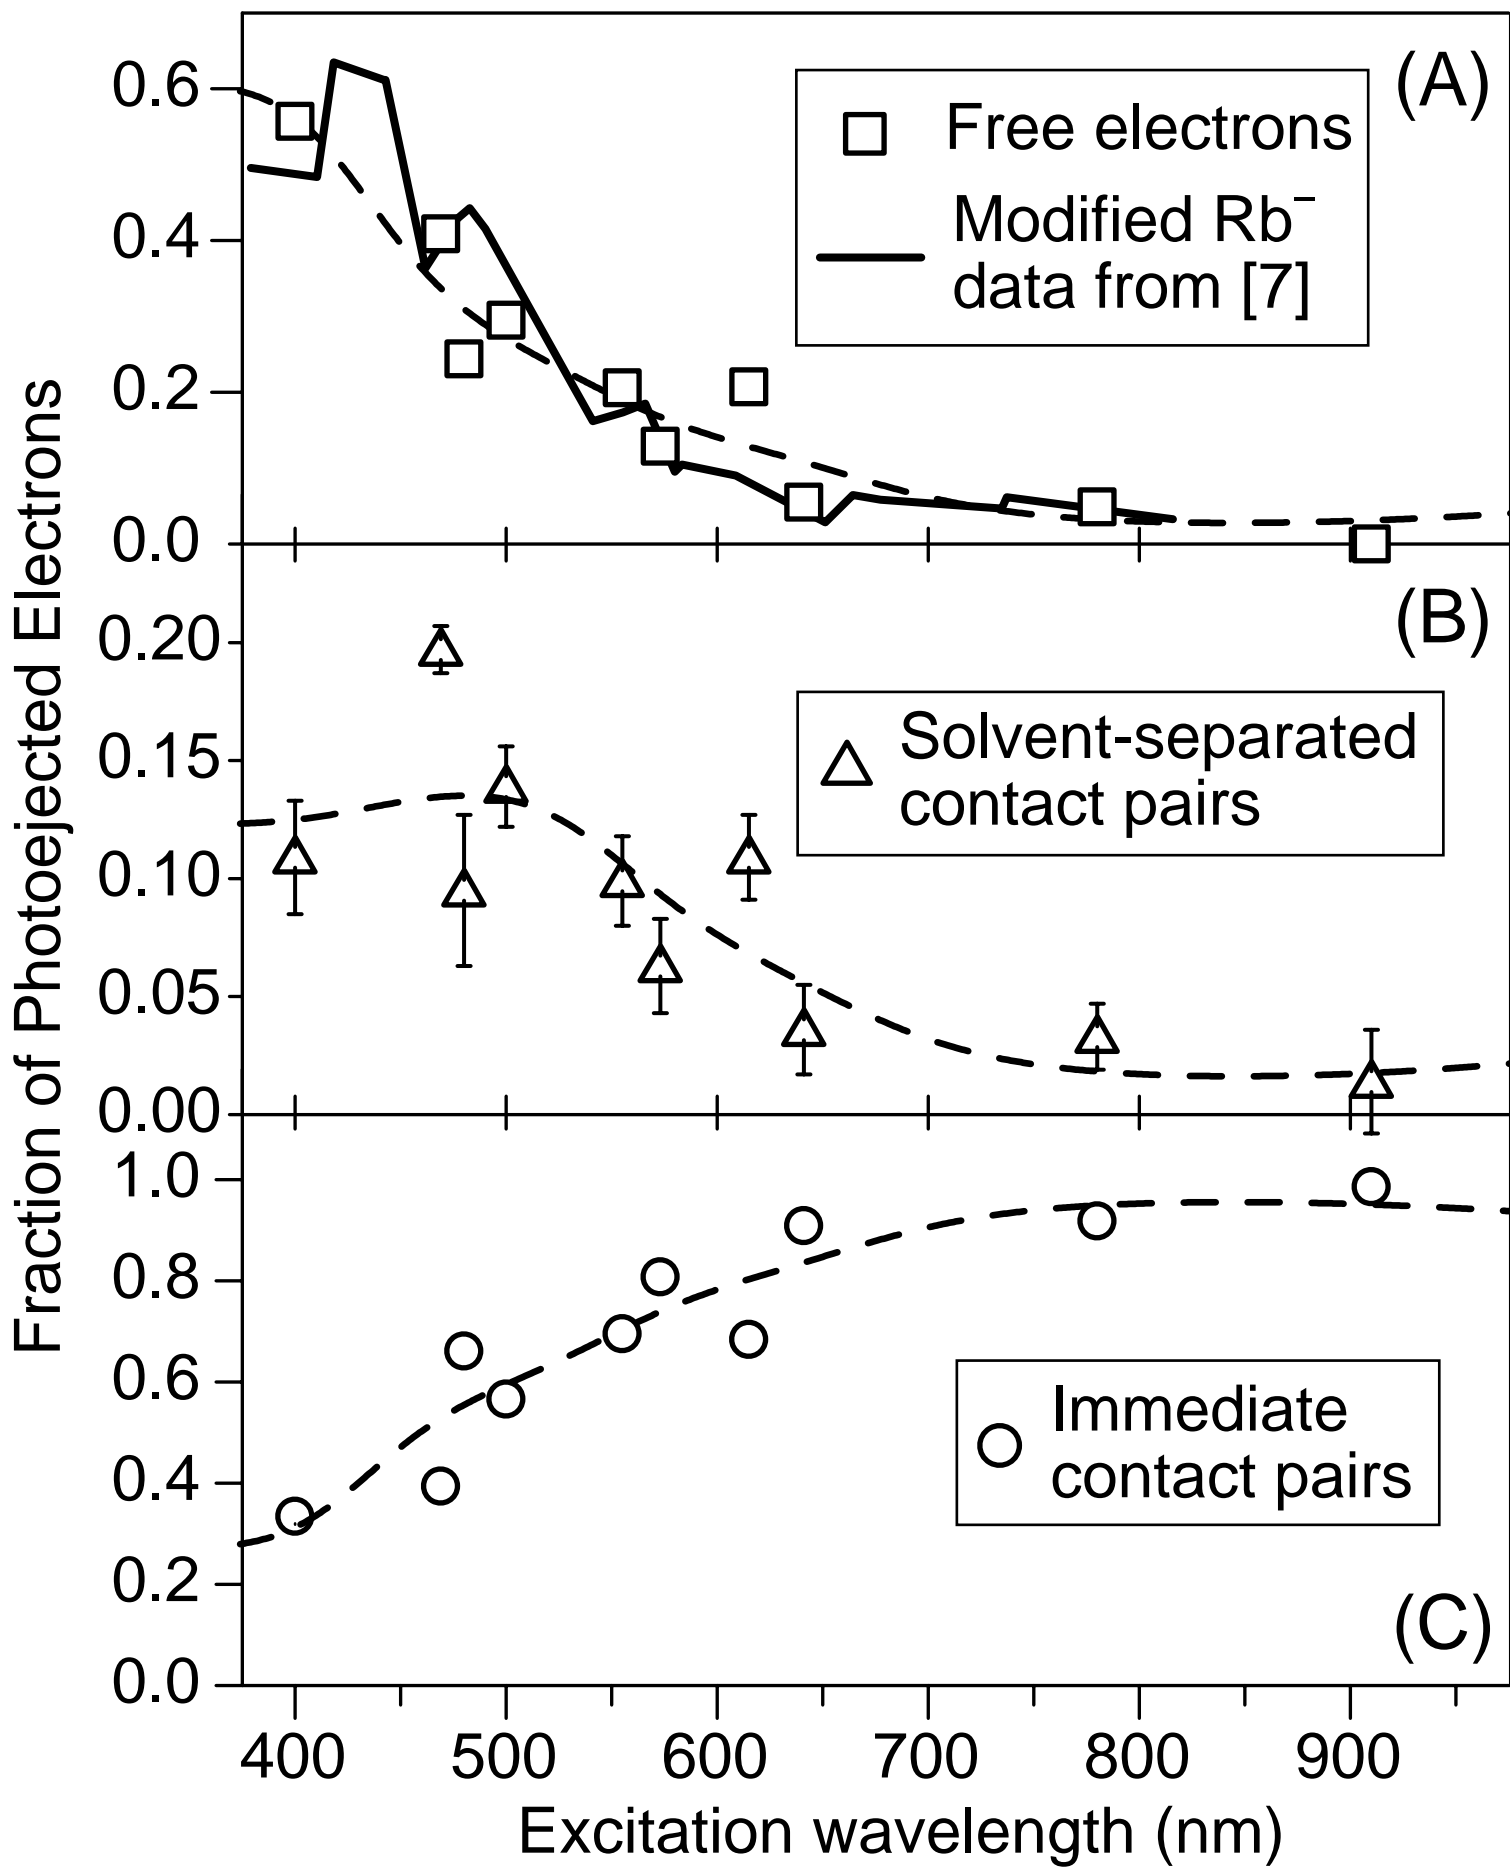 (A)
Free electrons
Modified Rb⁻
data from [7]
0.6
0.4
0.2
0.0
(B)
Solvent-separated
contact pairs
0.20
0.15
0.10
0.05
0.00
Immediate
contact pairs
(C)
1.0
0.8
0.6
0.4
0.2
0.0
Fraction of Photoejected Electrons
400 500 600 700 800 900
Excitation wavelength (nm)